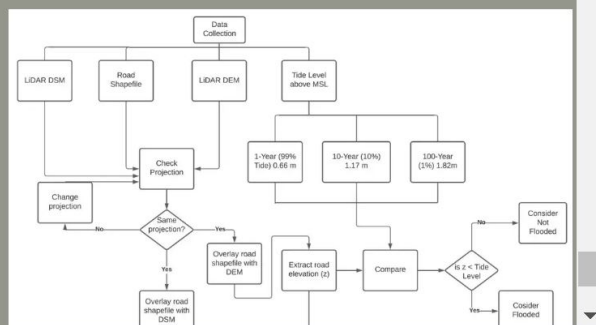 Data
Collection
LiDAR DSM
Road
Shapefile
LiDAR DEM
Tide Level
above MSL
1-Year (99%
Tide) 0.66 m
10-Year (10%)
1.17 m
100-Year
(1%) 1.82m
Check
Projection
Change
projection
Same
projection?
No
Yes
Yes
Overlay road
shapefile with
DEM
Extract road
elevation (z)
Compare
is z < Tide
Level
No
Consider
Not
Flooded
Yes
Cosider
Flooded
Overlay road
shapefile with
DSM